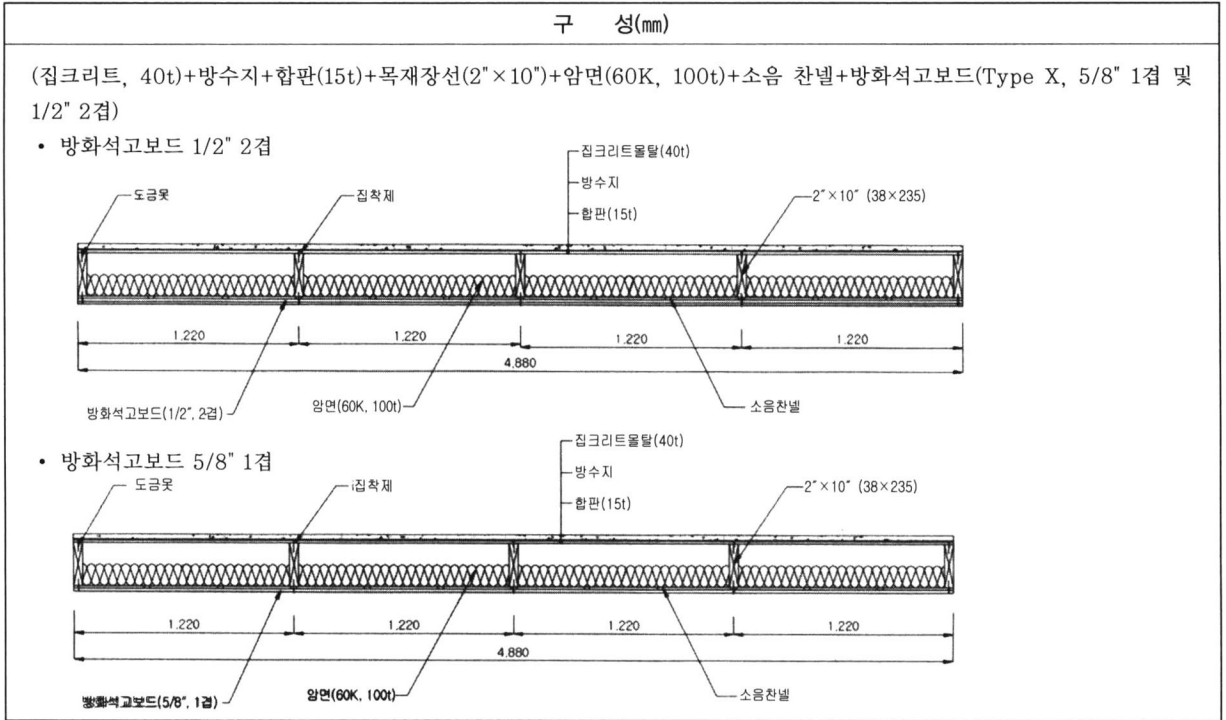 구 성(㎜)
(집크리트, 40t)+방수지+합판(15t)+목재장선(2"×10")+암면(60K, 100t)+소음 찬넬+방화석고보드(Type X, 5/8" 1겹 및
1/2" 2겹)
• 방화석고보드 1/2" 2겹
집크리트몰탈(40t)
방수지
합판(15t)
도금못
집착제
2"×10" (38×235)
1.220
1.220
1.220
1.220
4.880
방화석고보드(1/2", 2겹)
암면(60K, 100t)
소음찬넬
• 방화석고보드 5/8" 1겹
집크리트몰탈(40t)
방수지
합판(15t)
도금못
집착제
2"×10" (38×235)
1.220
1.220
1.220
1.220
4.880
방화석고보드(5/8", 1겹)
암면(60K, 100t)
소음찬넬